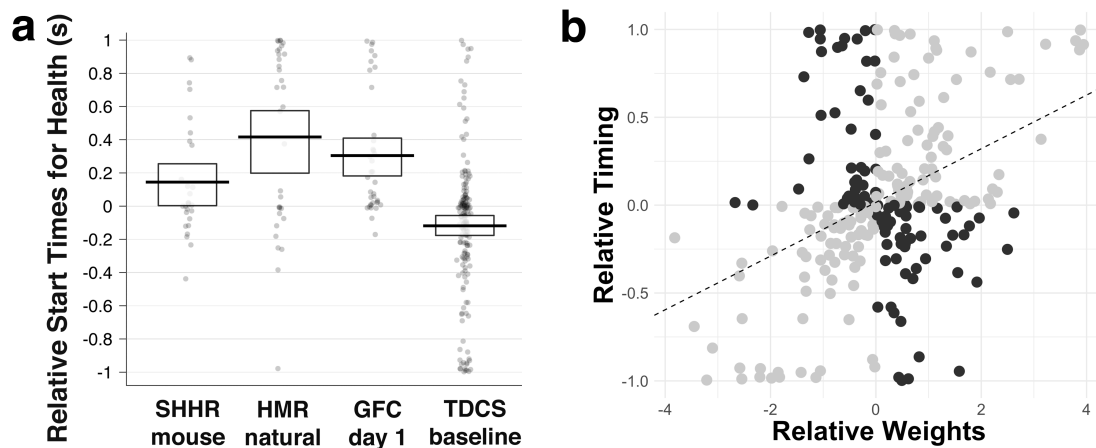 a
Relative Start Times for Health (s)
1
0.8
0.6
0.4
0.2
0
-0.2
-0.4
-0.6
-0.8
-1
SHHR HMR GFC TDCS
mouse natural day 1 baseline
b
Relative Timing
1.0
0.5
0.0
-0.5
-1.0
-4 -2 0 2 4
Relative Weights